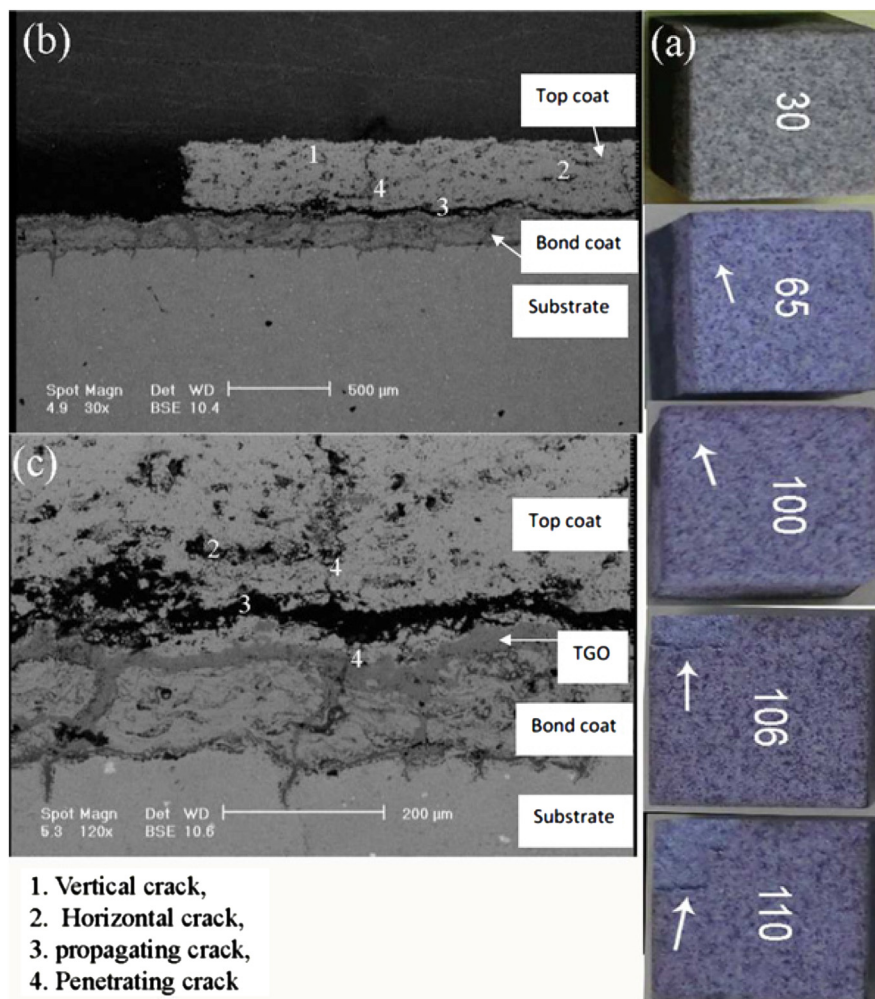 (b)
Top coat
1
2
4
3
Bond coat
Substrate
Spot Magn Det WD 500 µm
4.9 30x BSE 10.4
(c)
Top coat
2
4
3
TGO
4
Bond coat
Spot Magn Det WD 200 µm
5.3 120x BSE 10.6
Substrate
1. Vertical crack,
2. Horizontal crack,
3. propagating crack,
4. Penetrating crack
(a)
30
65
100
106
110